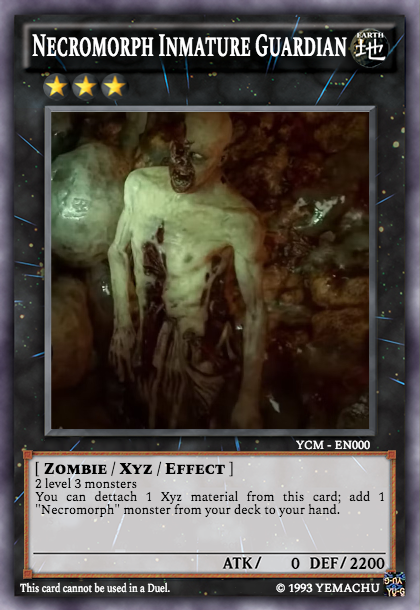 NECROMORPH INMATURE GUARDIAN
EARTH
地
YCM - EN000
[ ZOMBIE / XYZ / EFFECT ]
2 level 3 monsters
You can dettach 1 Xyz material from this card; add 1
"Necromorph" monster from your deck to your hand.
ATK/ 0 DEF/ 2200
This card cannot be used in a Duel.
© 1993 YEMACHU